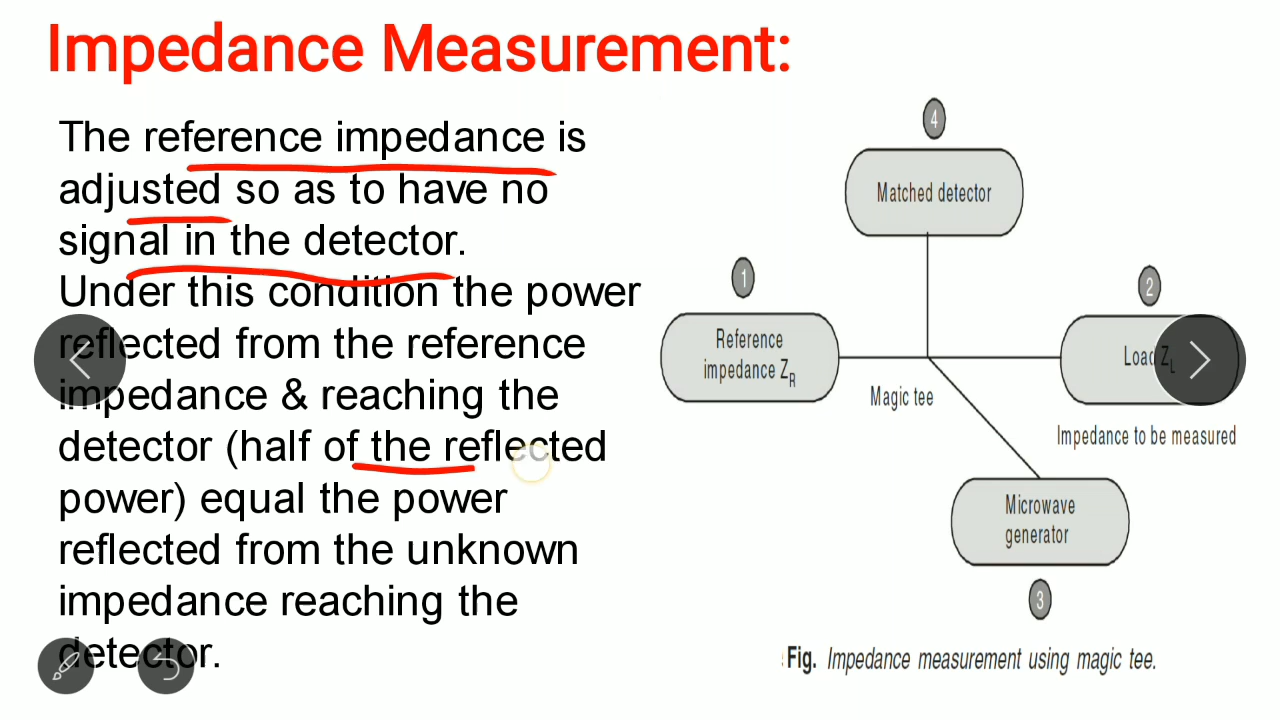 Impedance Measurement:
The reference impedance is
adjusted so as to have no
signal in the detector.
Under this condition the power
reflected from the reference
impedance & reaching the
detector (half of the reflected
power) equal the power
reflected from the unknown
impedance reaching the
detector.
4
Matched detector
1
Reference
impedance ZR
2
Load ZL
Magic tee
Impedance to be measured
Microwave
generator
3
Fig. Impedance measurement using magic tee.